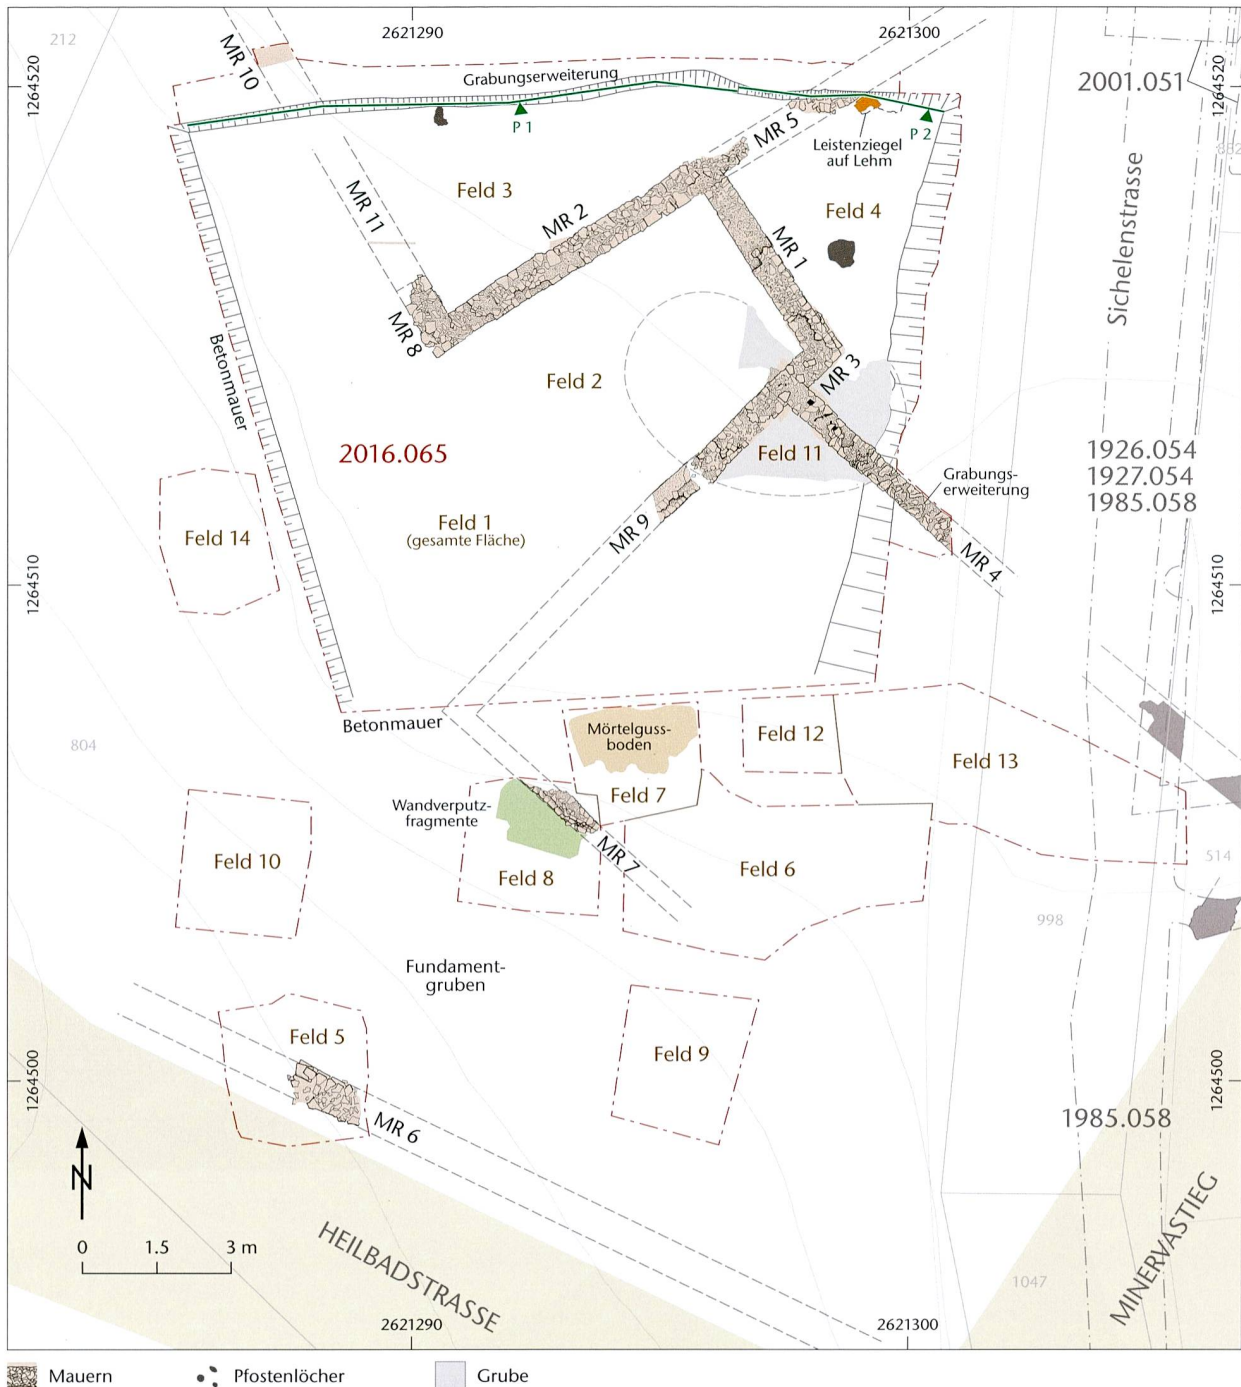 2621290
2621300
212
MR 10
1264520
Grabungserweiterung
2001.051
1264520
P 1
MR 5
P 2
Leistenziegel
auf Lehm
Feld 3
MR 11
MR 2
Feld 4
MR 1
Sichelenstrasse
MR 8
Betonmauer
Feld 2
MR 3
2016.065
Feld 11
1926.054
1927.054
1985.058
Grabungs-
erweiterung
Feld 14
Feld 1
(gesamte Fläche)
MR 9
MR 4
1264510
1264510
Betonmauer
Mörtelguss-
boden
Feld 12
804
Feld 13
Feld 7
Wandverputz-
fragmente
MR 7
Feld 10
Feld 8
Feld 6
514
998
Fundament-
gruben
Feld 5
Feld 9
1264500
1264500
MR 6
1985.058
N
0 1.5 3 m
HEILBADSTRASSE
MINERVASTIEG
1047
2621290
2621300
Mauern
Pfostenlöcher
Grube